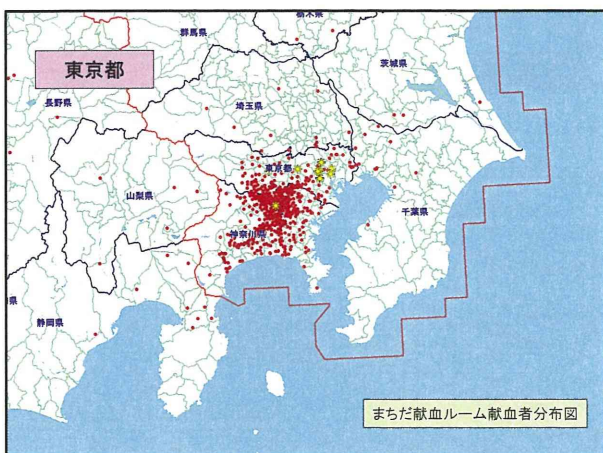 栃木県
群馬県
東京都
茨城県
長野県
埼玉県
東京都
山梨県
千葉県
神奈川県
静岡県
まちだ献血ルーム献血者分布図